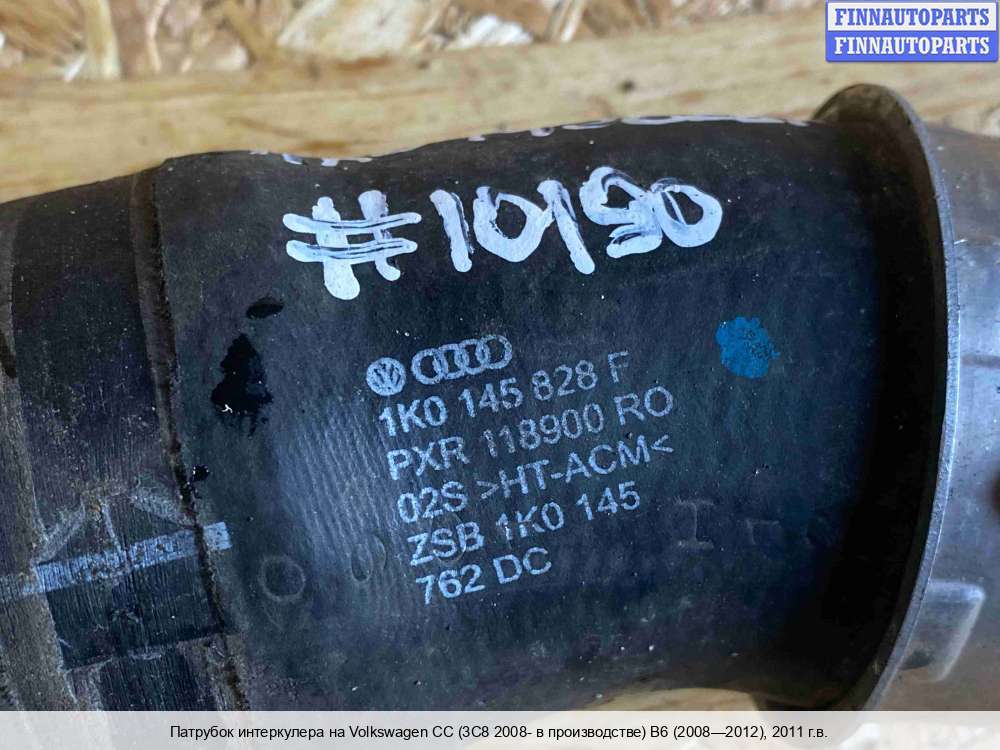 FINNAUTOPARTS
FINNAUTOPARTS
#10190
1K0 145 828 F
PXR 118900 RO
02S >HT-ACM<
ZSB 1K0 145
762 DC
Патрубок интеркулера на Volkswagen CC (3C8 2008- в производстве) B6 (2008—2012), 2011 г.в.